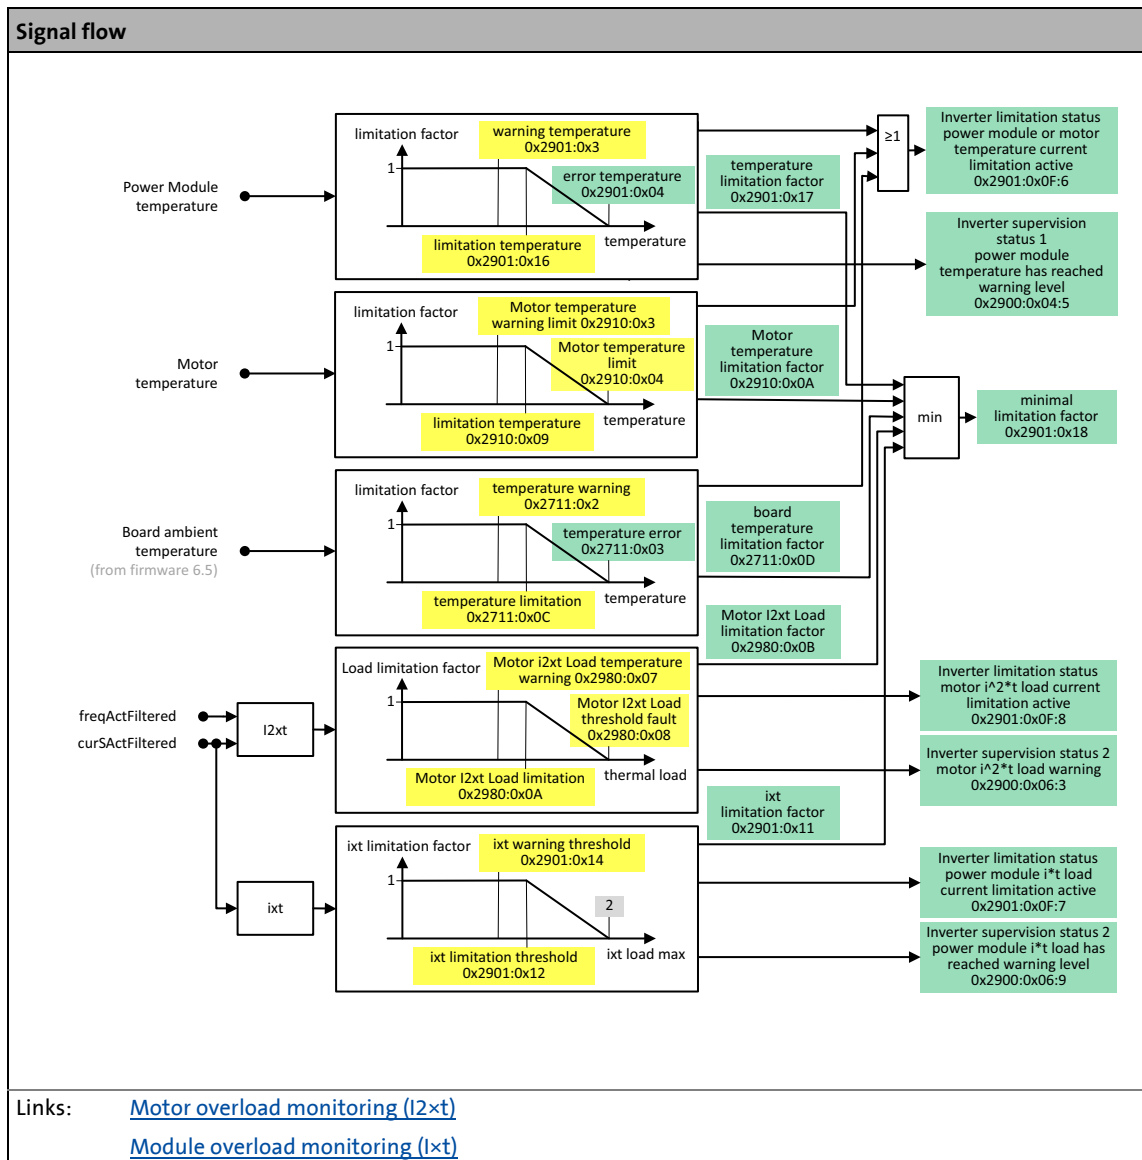 Signal flow
limitation factor
1
warning temperature
0x2901:0x3
error temperature
0x2901:0x04
temperature
limitation temperature
0x2901:0x16
Power Module
temperature
temperature
limitation factor
0x2901:0x17
≥1
Inverter limitation status
power module or motor
temperature current
limitation active
0x2901:0x0F:6
Inverter supervision
status 1
power module
temperature has reached
warning level
0x2900:0x04:5
limitation factor
1
Motor temperature
warning limit 0x2910:0x3
Motor temperature
limit
0x2910:0x04
temperature
limitation temperature
0x2910:0x09
Motor
temperature
Motor
temperature
limitation factor
0x2910:0x0A
min
minimal
limitation factor
0x2901:0x18
limitation factor
1
temperature warning
0x2711:0x2
temperature error
0x2711:0x03
temperature
temperature limitation
0x2711:0x0C
Board ambient
temperature
(from firmware 6.5)
board
temperature
limitation factor
0x2711:0x0D
Motor I2xt Load
limitation factor
0x2980:0x0B
Load limitation factor
1
Motor i2xt Load temperature
warning 0x2980:0x07
Motor I2xt Load
threshold fault
0x2980:0x08
thermal load
Motor I2xt Load limitation
0x2980:0x0A
freqActFiltered
curSActFiltered
I2xt
Inverter limitation status
motor i^2*t load current
limitation active
0x2901:0x0F:8
Inverter supervision status 2
motor i^2*t load warning
0x2900:0x06:3
ixt
limitation factor
0x2901:0x11
ixt limitation factor
1
ixt warning threshold
0x2901:0x14
2
ixt load max
ixt limitation threshold
0x2901:0x12
ixt
Inverter limitation status
power module i*t load
current limitation active
0x2901:0x0F:7
Inverter supervision status 2
power module i*t load has
reached warning level
0x2900:0x06:9
Links: Motor overload monitoring (I2×t)
Module overload monitoring (I×t)